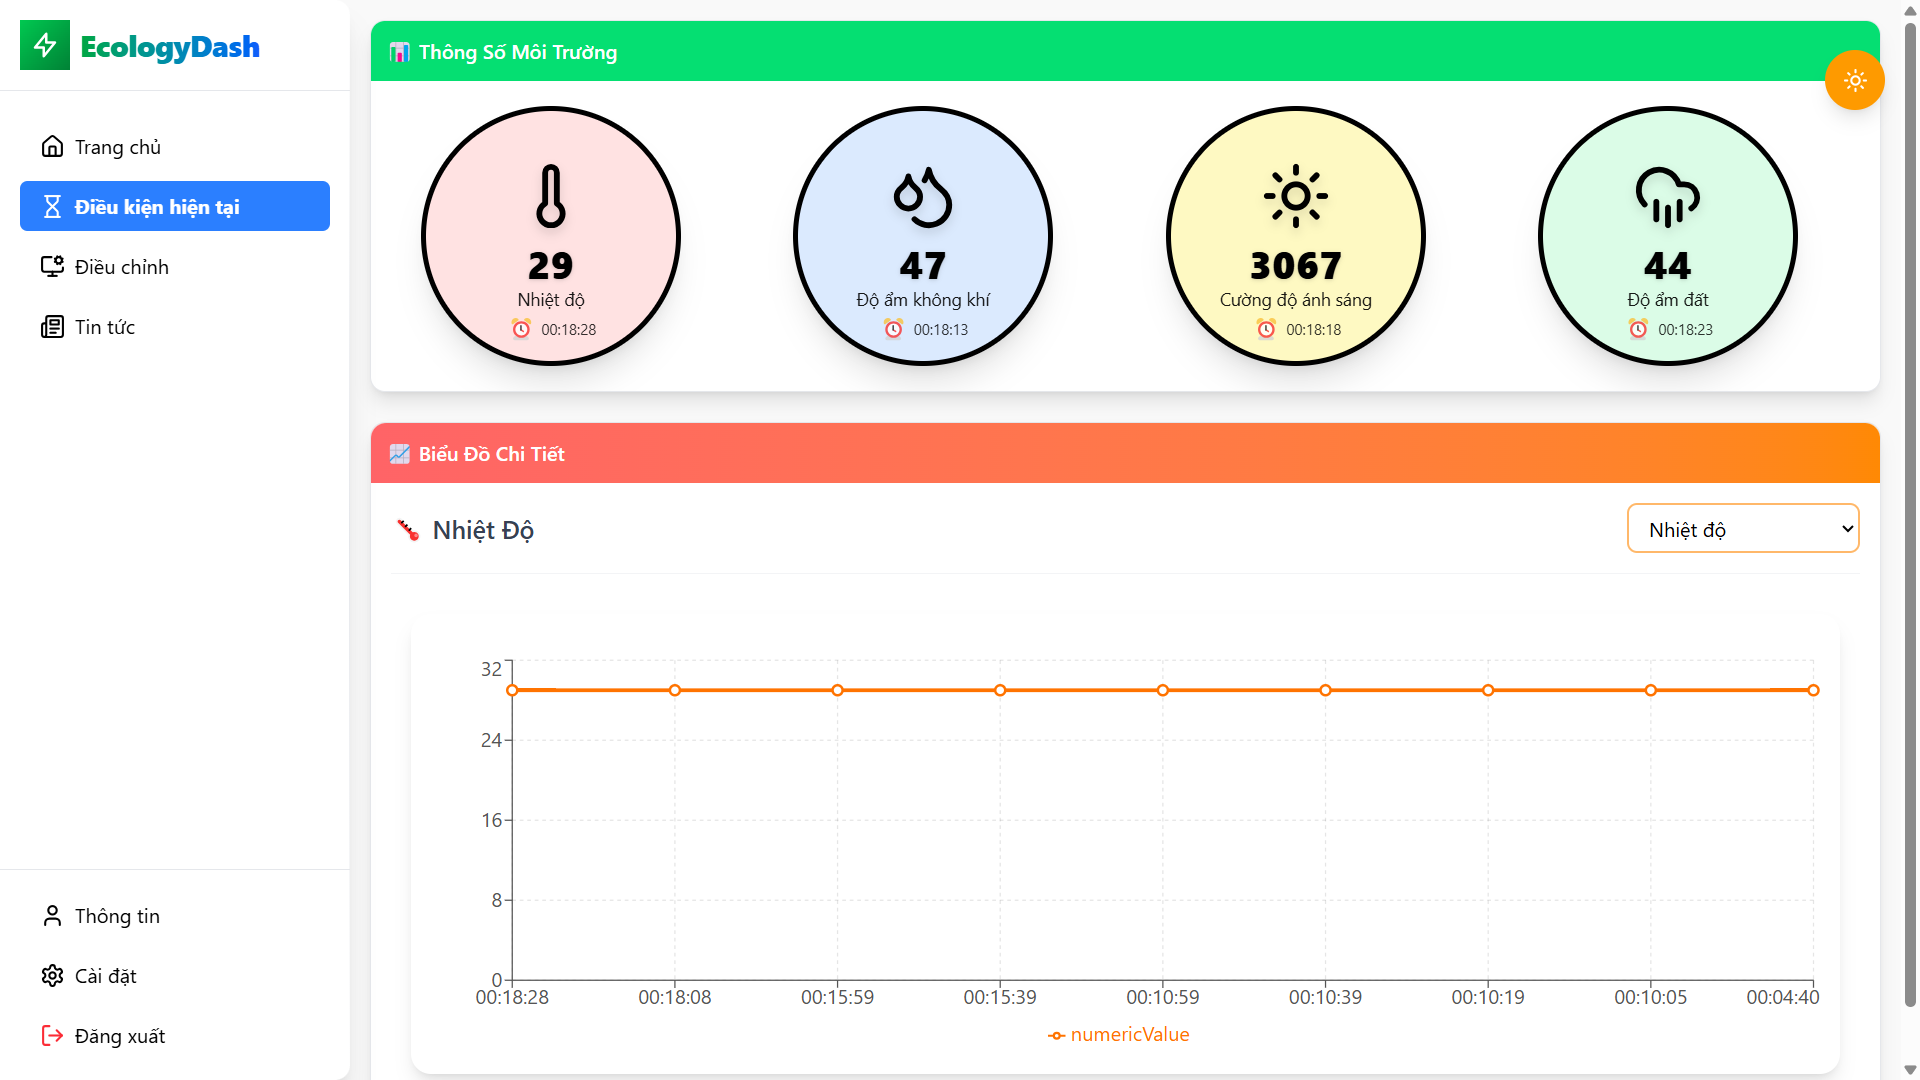 EcologyDash
Trang chủ
Điều kiện hiện tại
Điều chỉnh
Tin tức
Thông tin
Cài đặt
Đăng xuất
Thông Số Môi Trường
29
Nhiệt độ
00:18:28
47
Độ ẩm không khí
00:18:13
3067
Cường độ ánh sáng
00:18:18
44
Độ ẩm đất
00:18:23
Biểu Đồ Chi Tiết
Nhiệt Độ
Nhiệt độ
32
24
16
8
0
00:18:28 00:18:08 00:15:59 00:15:39 00:10:59 00:10:39 00:10:19 00:10:05 00:04:40
numericValue